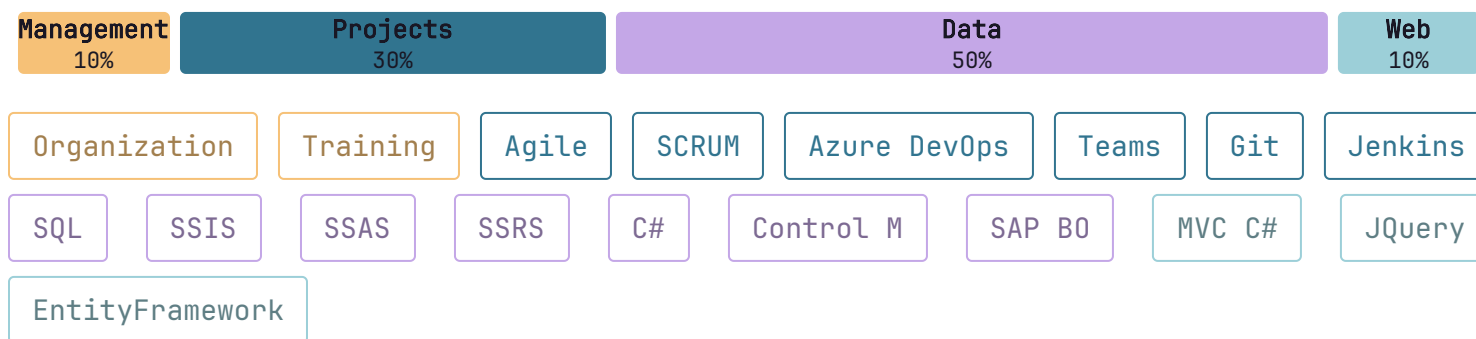 Management Projects Data Web
10% 30% 50% 10%
Organization Training Agile SCRUM Azure DevOps Teams Git Jenkins
SQL SSIS SSAS SSRS C# Control M SAP BO MVC C# JQuery
EntityFramework